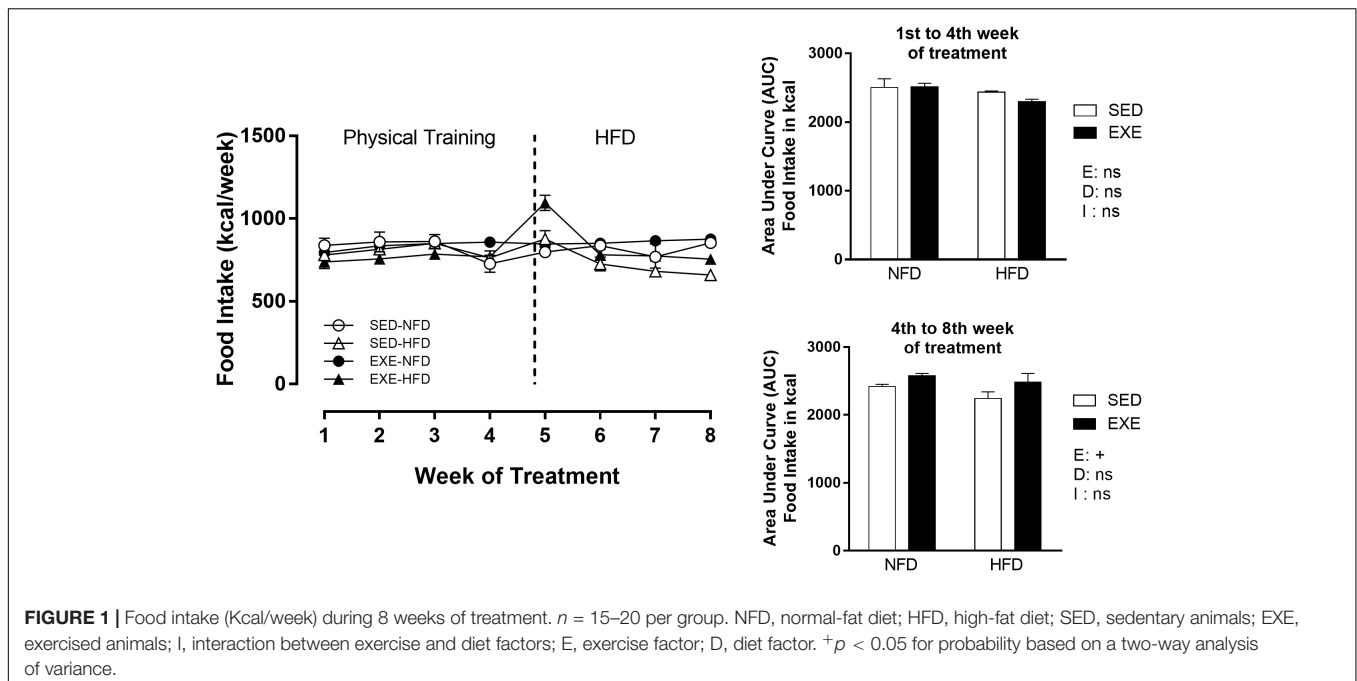 Physical Training
HFD
Food Intake (kcal/week)
1500
1000
500
0
SED-NFD
SED-HFD
EXE-NFD
EXE-HFD
1 2 3 4 5 6 7 8
Week of Treatment
1st to 4th week
of treatment
Area Under Curve (AUC)
Food Intake in kcal
3000
2000
1000
0
NFD HFD
SED
EXE
E: ns
D: ns
I : ns
4th to 8th week
of treatment
Area Under Curve (AUC)
Food Intake in kcal
3000
2000
1000
0
NFD HFD
SED
EXE
E: +
D: ns
I : ns
FIGURE 1 | Food intake (Kcal/week) during 8 weeks of treatment. n = 15–20 per group. NFD, normal-fat diet; HFD, high-fat diet; SED, sedentary animals; EXE,
exercised animals; I, interaction between exercise and diet factors; E, exercise factor; D, diet factor. +p < 0.05 for probability based on a two-way analysis
of variance.